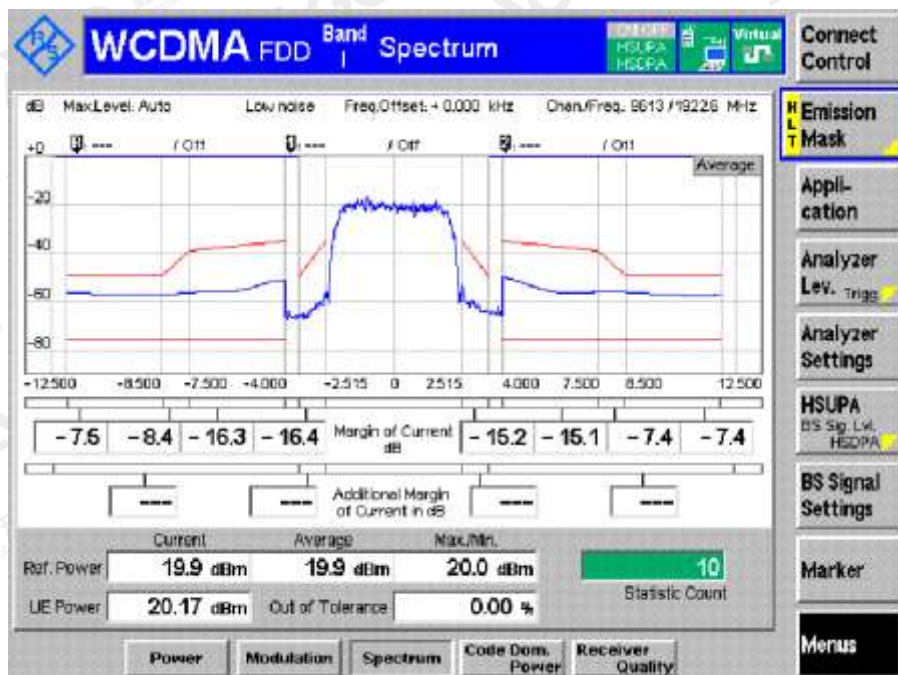 R&S
WCDMA FDD Band I Spectrum
HSUPA
HSDPA
Virtual
Connect Control
dB Max.Level: Auto Low noise Freq.Offset: + 0.000 kHz Chan./Freq.: 9613 / 1922.6 MHz
+0 --- / Off 1: --- / Off 2: --- / Off
HLT Emission Mask
Average
-20
-40
-60
-80
Appli- cation
Analyzer Lev. Trigg
Analyzer Settings
-12.500 -8.500 -7.500 -4.000 -2.515 0 2.515 4.000 7.500 8.500 12.500
HSUPA
BS Sig. Lvl.
HSDPA
- 7.5 - 8.4 - 16.3 - 16.4 Margin of Current dB - 15.2 - 15.1 - 7.4 - 7.4
--- --- Additional Margin of Current in dB --- ---
BS Signal Settings
Current Average Max./Min.
Ref. Power 19.9 dBm 19.9 dBm 20.0 dBm 10
Statistic Count
Marker
UE Power 20.17 dBm Out of Tolerance 0.00 %
Power Modulation Spectrum Code Dom. Power Receiver Quality
Menus